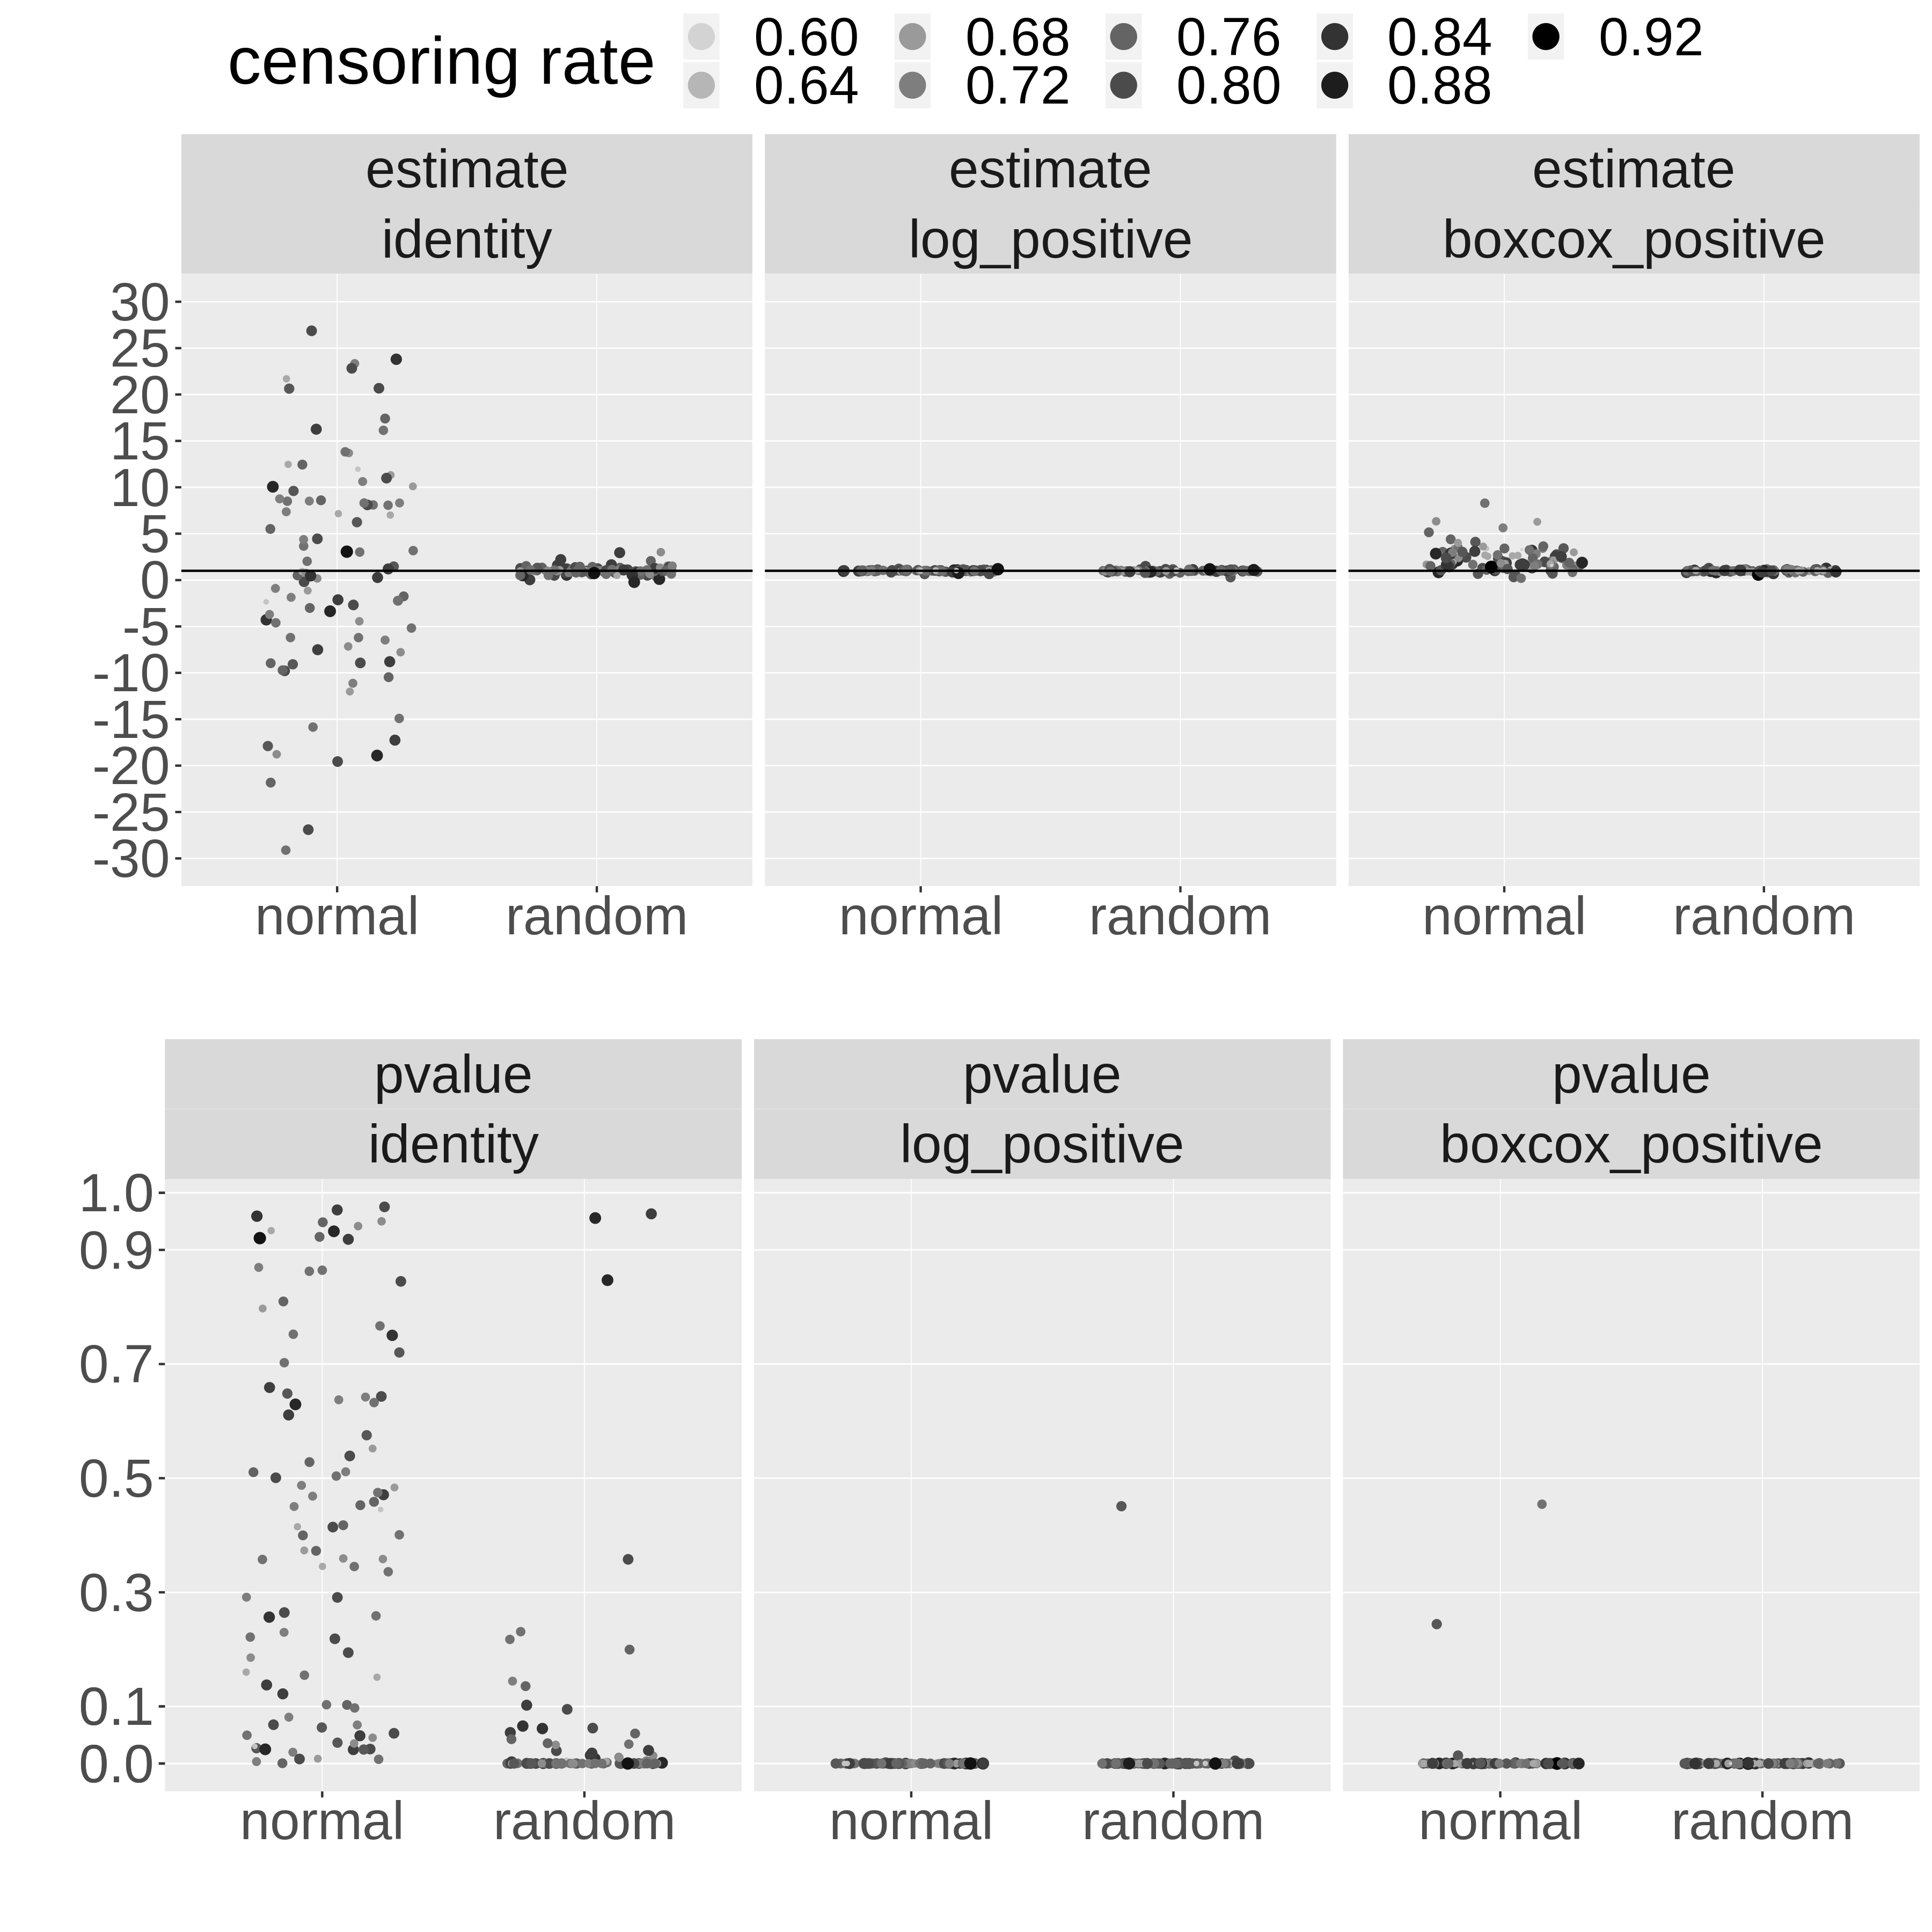 censoring rate
0.60 0.68 0.76 0.84 0.92
0.64 0.72 0.80 0.88
estimate estimate estimate
identity log_positive boxcox_positive
30
25
20
15
10
5
0
-5
-10
-15
-20
-25
-30
normal random normal random normal random
pvalue pvalue pvalue
identity log_positive boxcox_positive
1.0
0.9
0.7
0.5
0.3
0.1
0.0
normal random normal random normal random